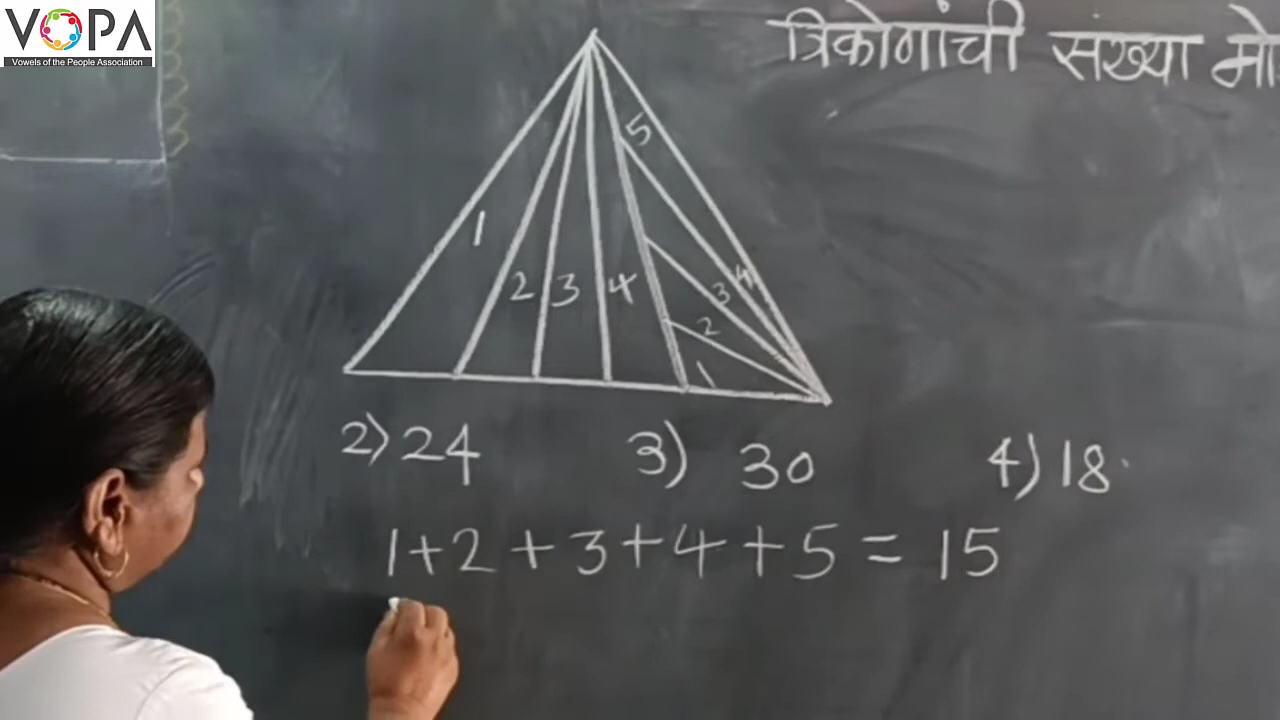 VOPA
Vowels of the People Association
त्रिकोणांची संख्या
5
1
2 3 4
3 4
2
1
2) 24 3) 30 4) 18.
1+2+3+4+5=15